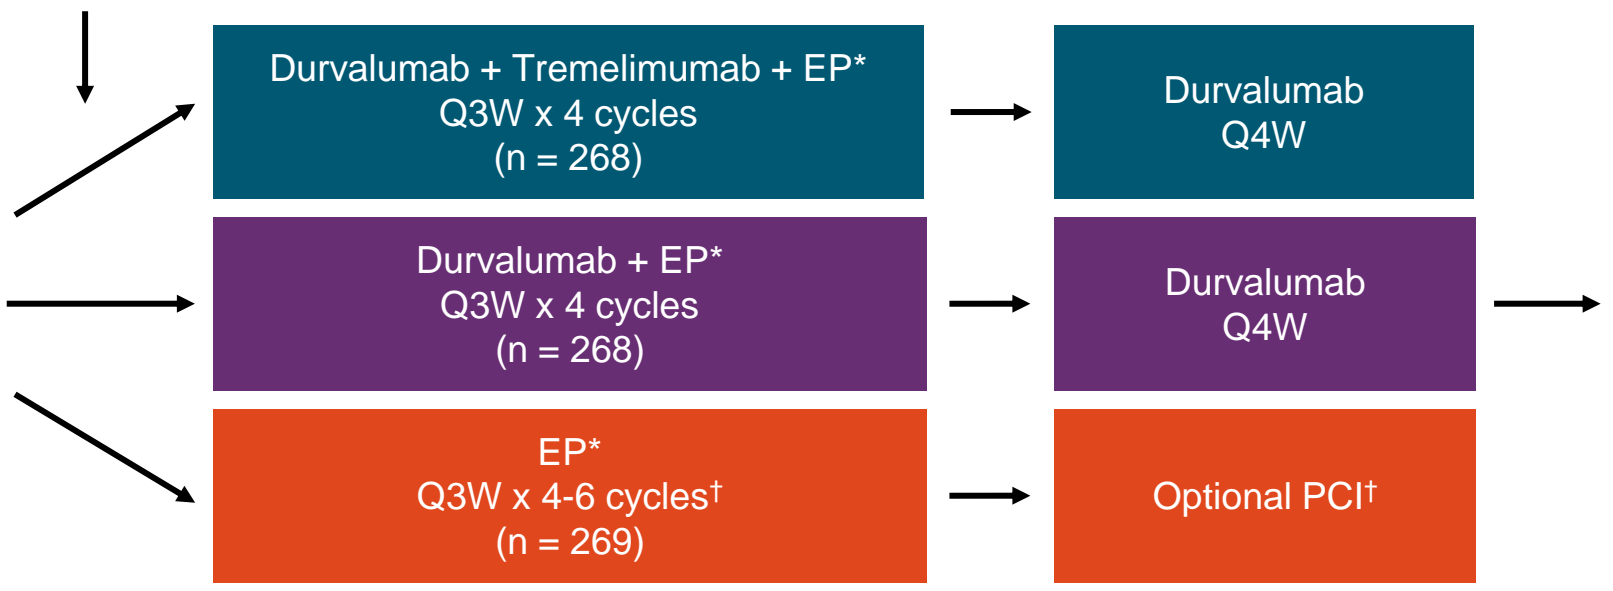 Durvalumab + Tremelimumab + EP*
Q3W x 4 cycles
(n = 268)
Durvalumab
Q4W
Durvalumab + EP*
Q3W x 4 cycles
(n = 268)
Durvalumab
Q4W
EP*
Q3W x 4-6 cycles†
(n = 269)
Optional PCI†